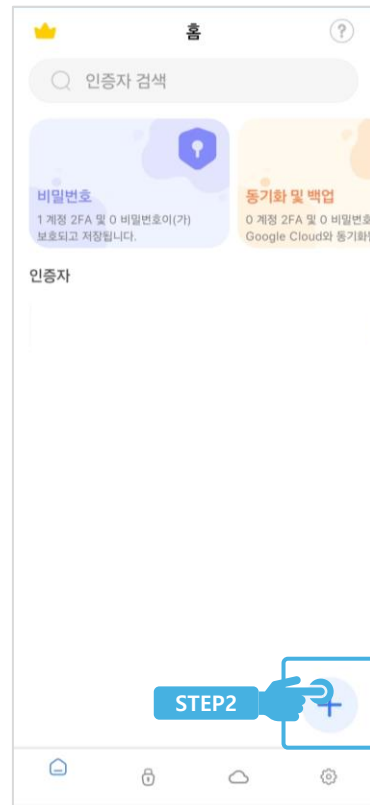 홈
?
인증자 검색
비밀번호
1 계정 2FA 및 0 비밀번호이(가)
보호되고 저장됩니다.
동기화 및 백업
0 계정 2FA 및 0 비밀번호
Google Cloud와 동기화
인증자
STEP2